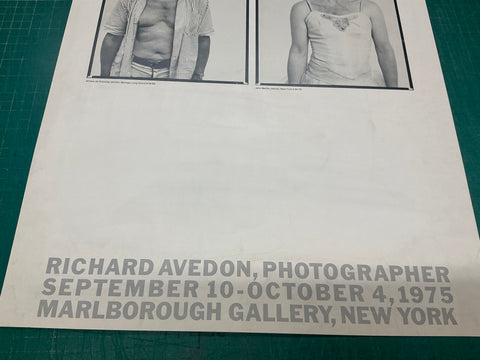 RICHARD AVEDON, PHOTOGRAPHER
SEPTEMBER 10-OCTOBER 4, 1975
MARLBOROUGH GALLERY, NEW YORK